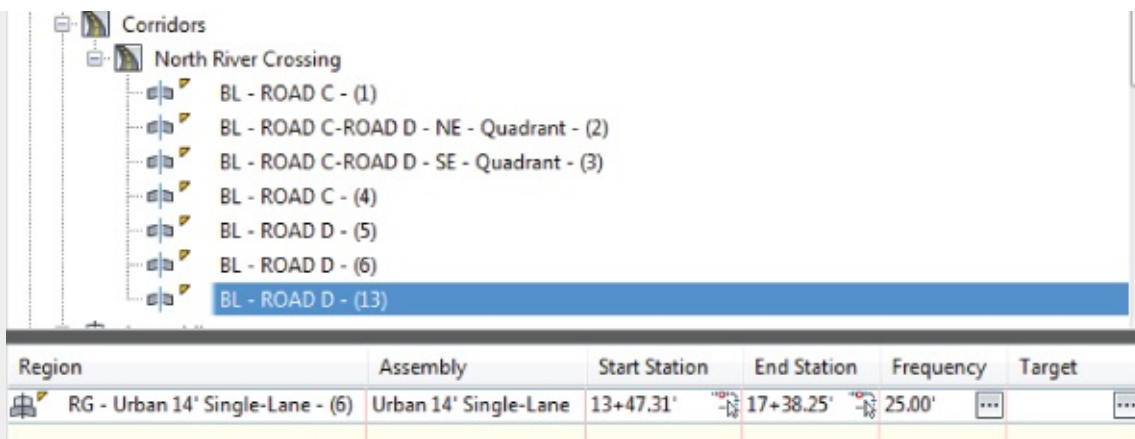 Corridors
North River Crossing
BL - ROAD C - (1)
BL - ROAD C-ROAD D - NE - Quadrant - (2)
BL - ROAD C-ROAD D - SE - Quadrant - (3)
BL - ROAD C - (4)
BL - ROAD D - (5)
BL - ROAD D - (6)
BL - ROAD D - (13)
Region Assembly Start Station End Station Frequency Target
RG - Urban 14' Single-Lane - (6) Urban 14' Single-Lane 13+47.31' 17+38.25' 25.00' ...